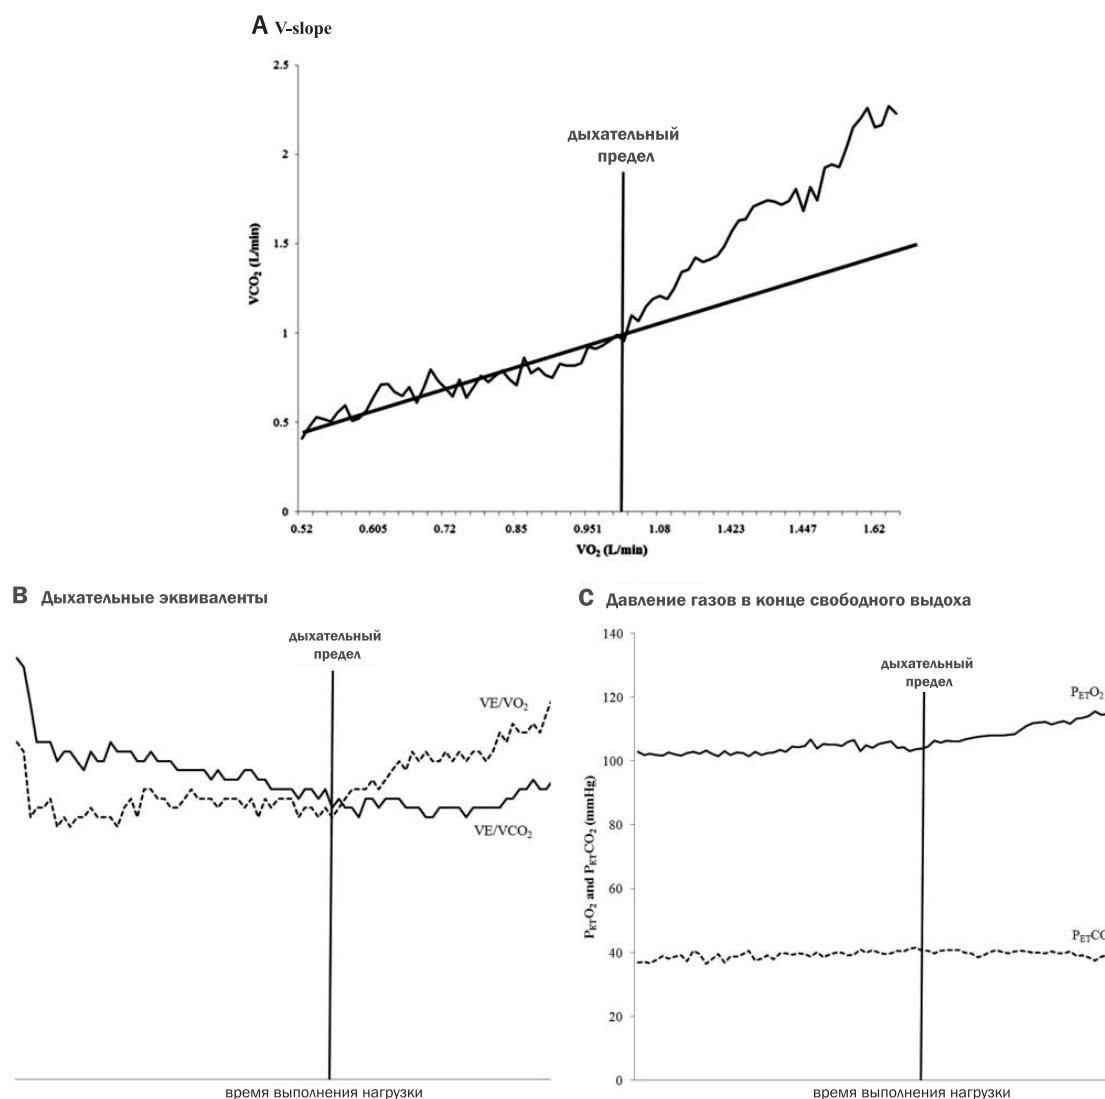 A V-slope
2.5
дыхательный
предел
2
1.5
1
0.5
0
VCO₂ (L/min)
0.52 0.605 0.72 0.85 0.951 1.08 1.423 1.447 1.62
VO₂ (L/min)
B Дыхательные эквиваленты
дыхательный
предел
VE/VO₂
VE/VCO₂
время выполнения нагрузки
C Давление газов в конце свободного выдоха
140
дыхательный
предел
120
PETO₂
100
80
60
PETCO
40
20
0
PETO₂ and PETCO₂ (mmHg)
время выполнения нагрузки